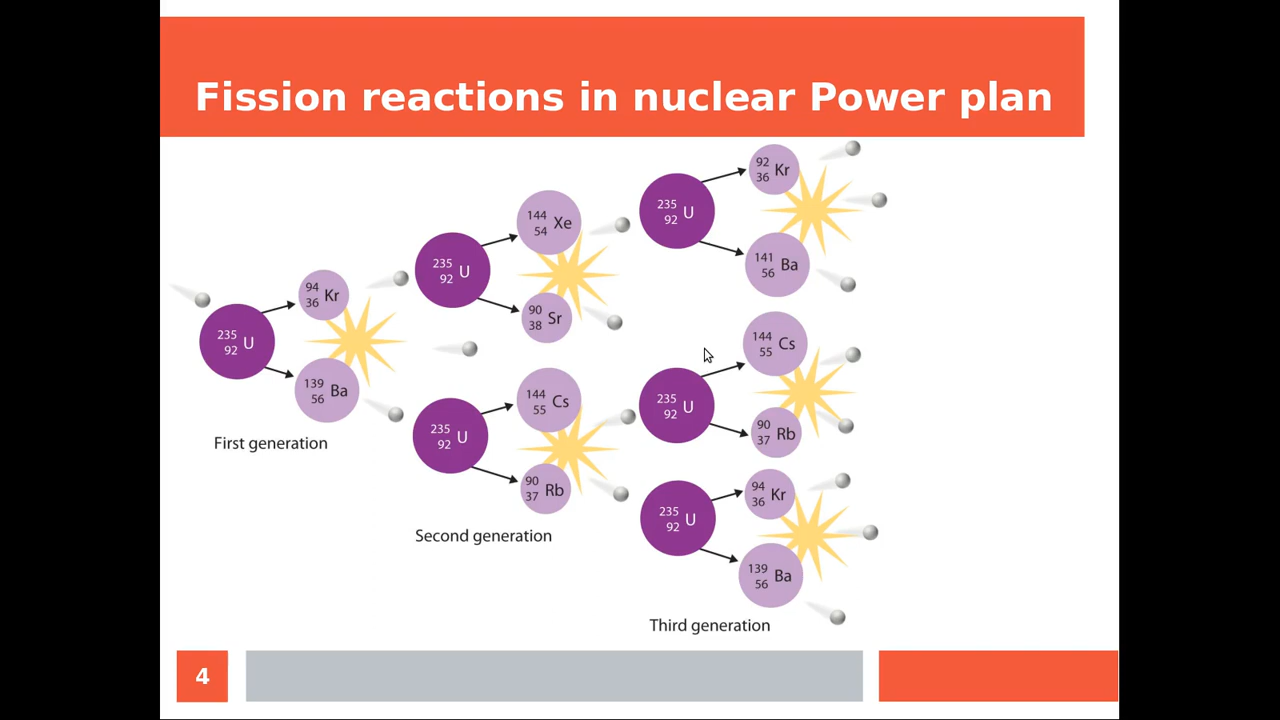 Fission reactions in nuclear Power plan
235
92 U
94
36 Kr
139
56 Ba
First generation
235
92 U
144
54 Xe
90
38 Sr
235
92 U
144
55 Cs
90
37 Rb
Second generation
235
92 U
92
36 Kr
141
56 Ba
235
92 U
144
55 Cs
90
37 Rb
235
92 U
94
36 Kr
139
56 Ba
Third generation
4